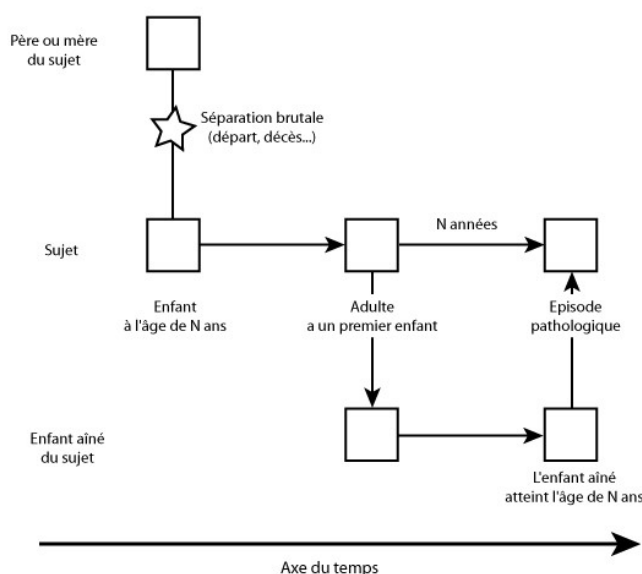 Père ou mère
du sujet
Séparation brutale
(départ, décès...)
Sujet
N années
Enfant
à l'âge de N ans
Adulte
a un premier enfant
Episode
pathologique
Enfant aîné
du sujet
L'enfant aîné
atteint l'âge de N ans
Axe du temps